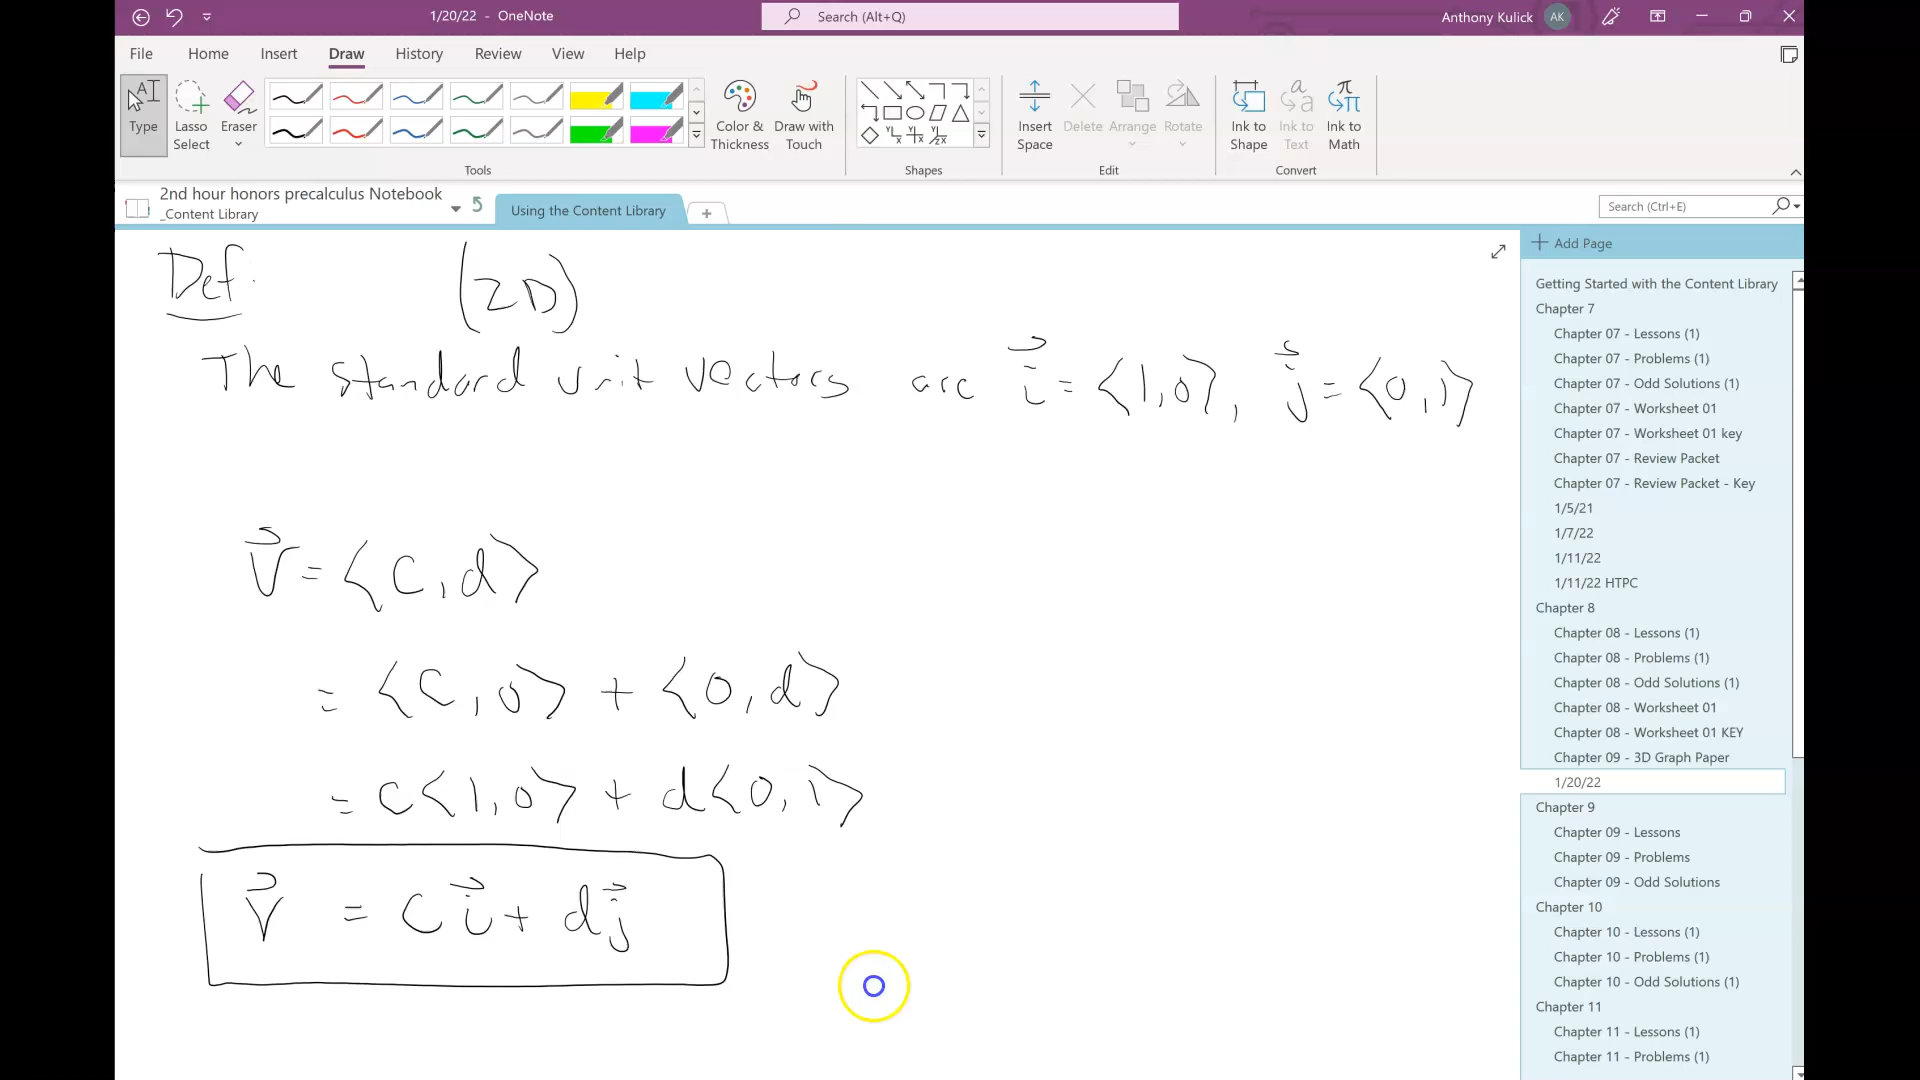 1/20/22 - OneNote
Search (Alt+Q)
Anthony Kulick
AK
File Home Insert Draw History Review View Help
Type
Lasso Select
Eraser
Color & Thickness
Draw with Touch
Insert Space
Delete
Arrange
Rotate
Ink to Shape
Ink to Text
Ink to Math
Tools
Shapes
Edit
Convert
2nd hour honors precalculus Notebook
_Content Library
Using the Content Library
Search (Ctrl+E)
Def: (2D)
The standard unit vectors are i⃗ = <1,0>, j⃗ = <0,1>
v⃗ = <c,d>
= <c,0> + <0,d>
= c<1,0> + d<0,1>
v⃗ = ci⃗ + dj⃗
Add Page
Getting Started with the Content Library
Chapter 7
Chapter 07 - Lessons (1)
Chapter 07 - Problems (1)
Chapter 07 - Odd Solutions (1)
Chapter 07 - Worksheet 01
Chapter 07 - Worksheet 01 key
Chapter 07 - Review Packet
Chapter 07 - Review Packet - Key
1/5/21
1/7/22
1/11/22
1/11/22 HTPC
Chapter 8
Chapter 08 - Lessons (1)
Chapter 08 - Problems (1)
Chapter 08 - Odd Solutions (1)
Chapter 08 - Worksheet 01
Chapter 08 - Worksheet 01 KEY
Chapter 09 - 3D Graph Paper
1/20/22
Chapter 9
Chapter 09 - Lessons
Chapter 09 - Problems
Chapter 09 - Odd Solutions
Chapter 10
Chapter 10 - Lessons (1)
Chapter 10 - Problems (1)
Chapter 10 - Odd Solutions (1)
Chapter 11
Chapter 11 - Lessons (1)
Chapter 11 - Problems (1)